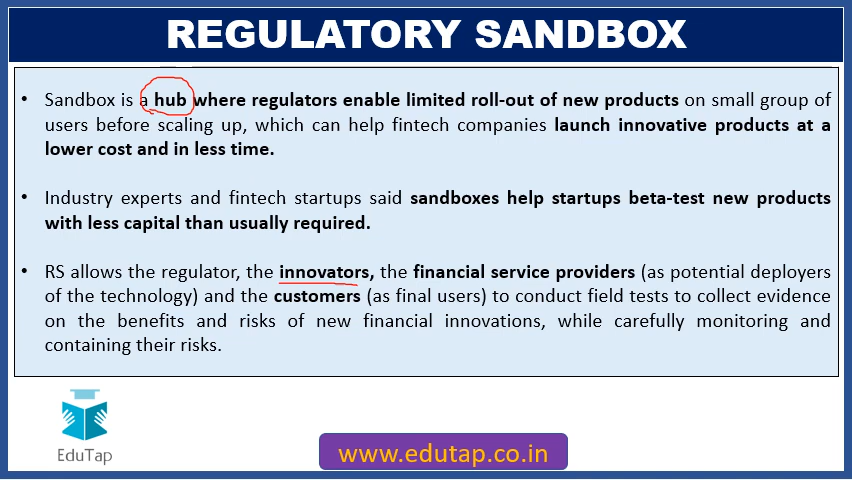 REGULATORY SANDBOX
• Sandbox is a hub where regulators enable limited roll-out of new products on small group of
users before scaling up, which can help fintech companies launch innovative products at a
lower cost and in less time.
• Industry experts and fintech startups said sandboxes help startups beta-test new products
with less capital than usually required.
• RS allows the regulator, the innovators, the financial service providers (as potential deployers
of the technology) and the customers (as final users) to conduct field tests to collect evidence
on the benefits and risks of new financial innovations, while carefully monitoring and
containing their risks.
EduTap
www.edutap.co.in